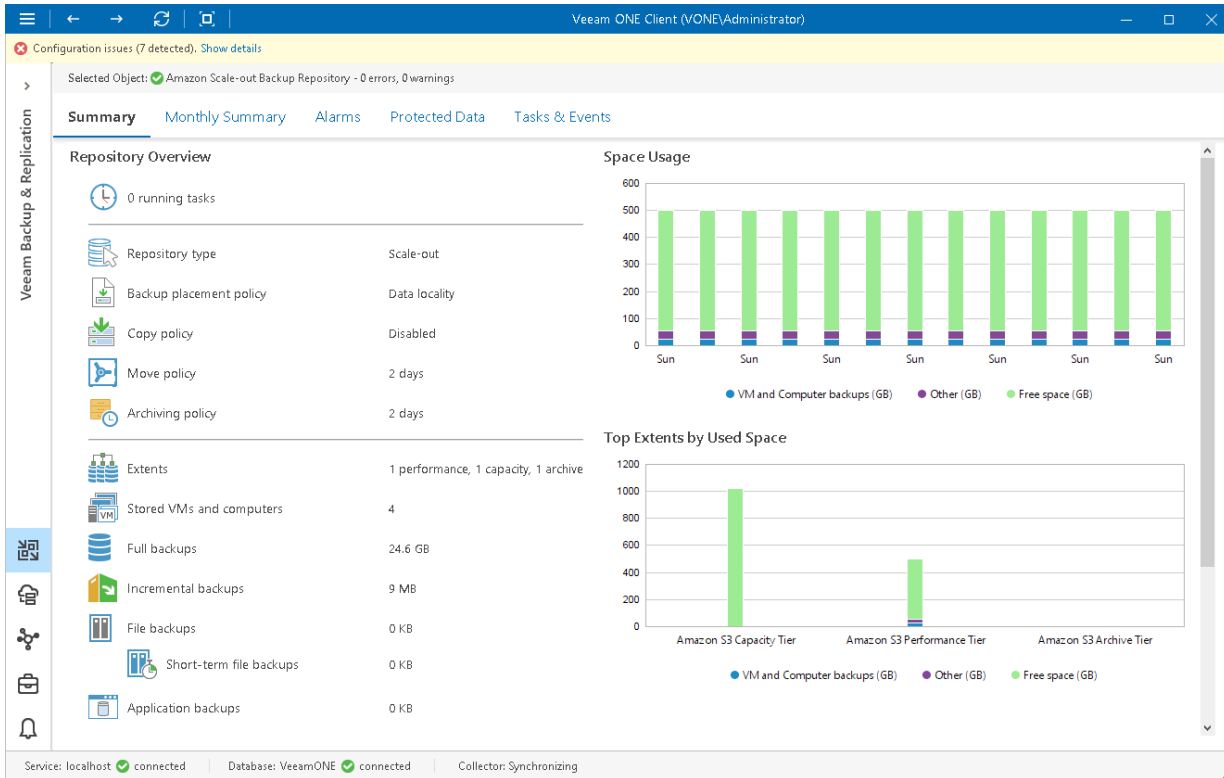 Veeam ONE Client (VONE\Administrator)
Configuration issues (7 detected). Show details
Selected Object: Amazon Scale-out Backup Repository - 0 errors, 0 warnings
Veeam Backup & Replication
Summary Monthly Summary Alarms Protected Data Tasks & Events
Repository Overview
0 running tasks
Repository type Scale-out
Backup placement policy Data locality
Copy policy Disabled
Move policy 2 days
Archiving policy 2 days
Extents 1 performance, 1 capacity, 1 archive
VM
Stored VMs and computers 4
Full backups 24.6 GB
Incremental backups 9 MB
File backups 0 KB
Short-term file backups 0 KB
Application backups 0 KB
Space Usage
600
500
400
300
200
100
0
Sun Sun Sun Sun Sun Sun Sun
VM and Computer backups (GB) Other (GB) Free space (GB)
Top Extents by Used Space
1200
1000
800
600
400
200
0
Amazon S3 Capacity Tier Amazon S3 Performance Tier Amazon S3 Archive Tier
VM and Computer backups (GB) Other (GB) Free space (GB)
Service: localhost connected Database: VeeamONE connected Collector: Synchronizing